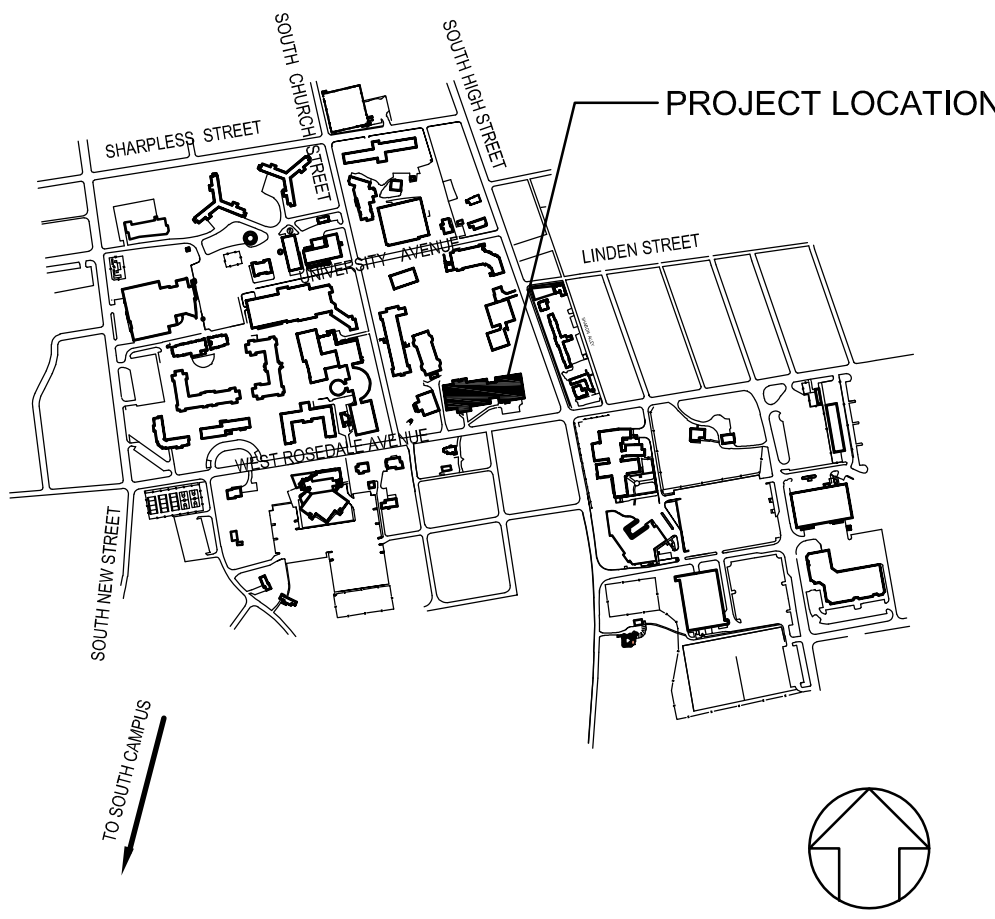 SOUTH CHURCH STREET
SOUTH HIGH STREET
PROJECT LOCATION
SHARPLESS STREET
LINDEN STREET
UNIVERSITY AVENUE
WEST ROSEDALE AVENUE
SOUTH NEW STREET
TO SOUTH CAMPUS